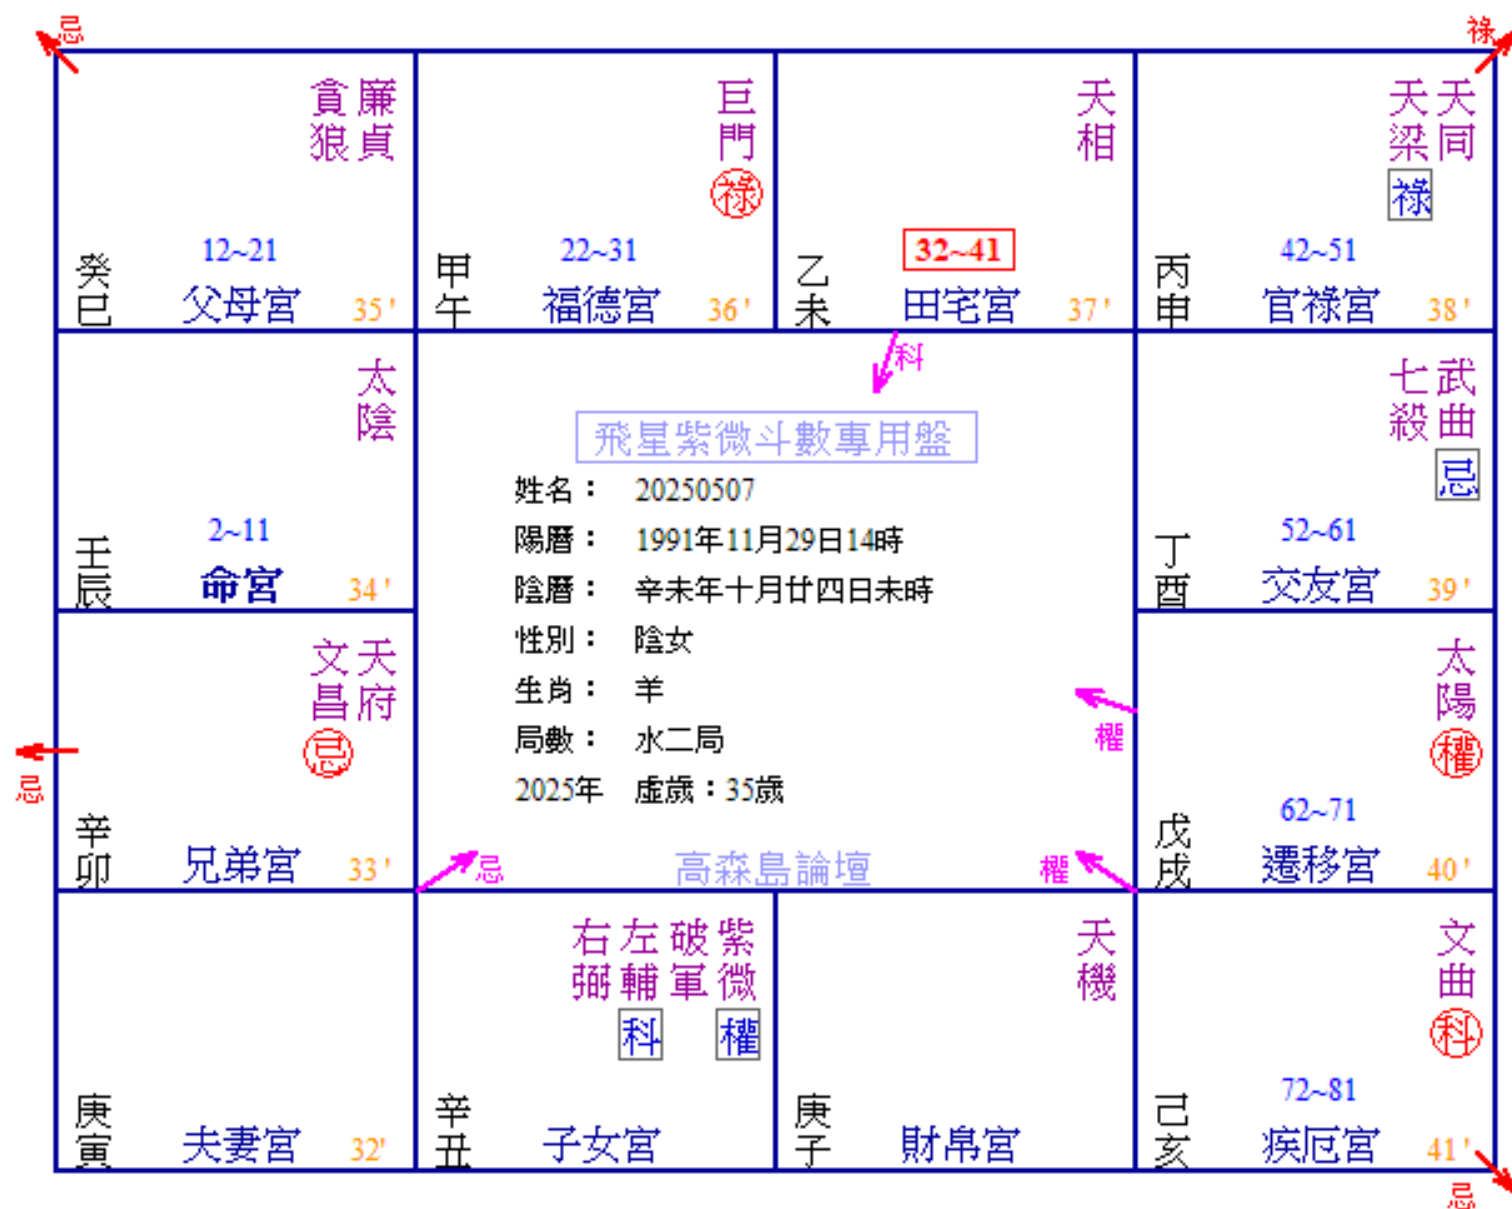 忌
祿
廉貞
貪狼
12~21
癸巳
父母宮
35'
巨門
祿
22~31
甲午
福德宮
36'
天相
32~41
乙未
田宅宮
37'
天同
天梁
祿
42~51
丙申
官祿宮
38'
太陰
2~11
壬辰
命宮
34'
科
飛星紫微斗數專用盤
姓名： 20250507
陽曆： 1991年11月29日14時
陰曆： 辛未年十月廿四日未時
性別： 陰女
生肖： 羊
局數： 水二局
2025年 虛歲：35歲
高森島論壇
武曲
忌
七殺
52~61
丁酉
交友宮
39'
天府
文昌
忌
忌
辛卯
兄弟宮
33'
忌
權
權
太陽
權
62~71
戊戌
遷移宮
40'
庚寅
夫妻宮
32'
紫微
權
破軍
左輔
科
右弼
辛丑
子女宮
天機
庚子
財帛宮
文曲
科
72~81
己亥
疾厄宮
41'
忌